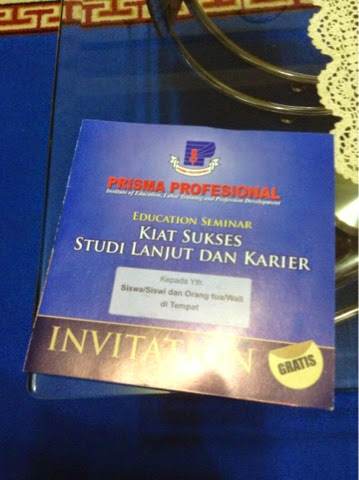 PRISMA PROFESIONAL
Institute of Education, Labor Training and Profession Development
EDUCATION SEMINAR
KIAT SUKSES
STUDI LANJUT DAN KARIER
Kepada Yth.
Siswa/Siswi dan Orang tua/Wali
di Tempat
INVITATION
GRATIS